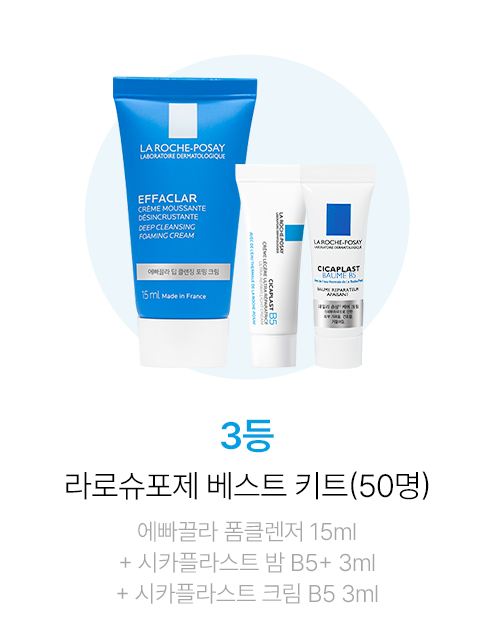 LA ROCHE-POSAY
LABORATOIRE DERMATOLOGIQUE
EFFACLAR
CRÈME MOUSSANTE
DÉSINCRUSTANTE
DEEP CLEANSING
FOAMING CREAM
에빠끌라 딥 클렌징 포밍 크림
15ml Made in France
LA ROCHE-POSAY
CICAPLAST B5
LA ROCHE-POSAY
LABORATOIRE DERMATOLOGIQUE
CICAPLAST
BAUME B5
BAUME RÉPARATEUR
APAISANT
3등
라로슈포제 베스트 키트(50명)
에빠끌라 폼클렌저 15ml
+ 시카플라스트 밤 B5+ 3ml
+ 시카플라스트 크림 B5 3ml